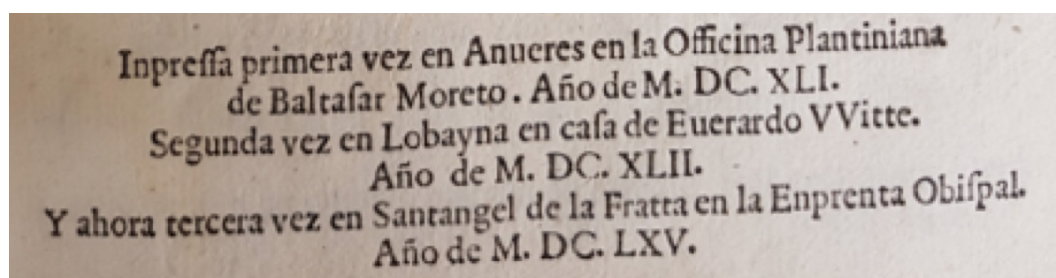 Inpreſſa primera vez en Anueres en la Officina Plantiniana
de Baltaſar Moreto. Año de M. DC. XLI.
Segunda vez en Lobayna en caſa de Euerardo VVitte.
Año de M. DC. XLII.
Y ahora tercera vez en Santangel de la Fratta en la Enprenta Obiſpal.
Año de M. DC. LXV.